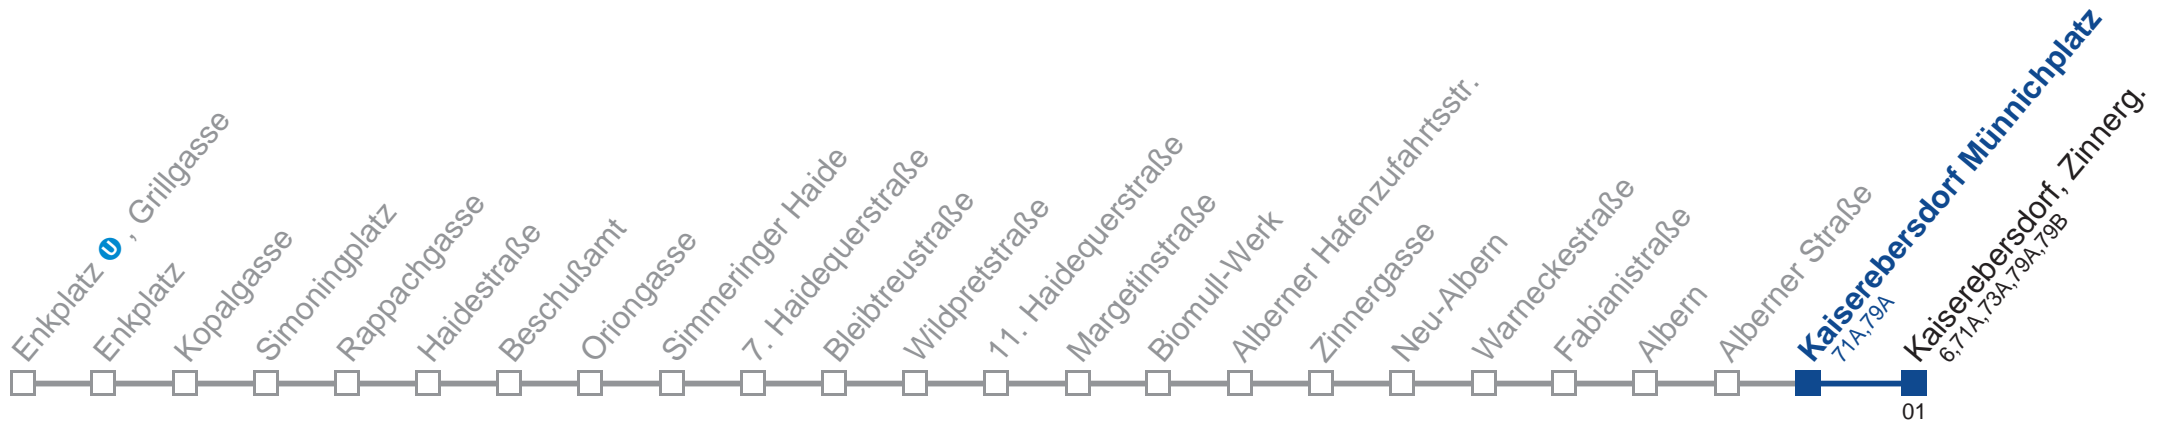 Enkplatz U , Grillgasse
Enkplatz
Kopalgasse
Simoningplatz
Rappachgasse
Haidestraße
Beschußamt
Oriongasse
Simmeringer Haide
7. Haidequerstraße
Bleibtreustraße
Wildpretstraße
11. Haidequerstraße
Margetinstraße
Biomull-Werk
Alberner Hafenzufahrtsstr.
Zinnergasse
Neu-Albern
Warneckestraße
Fabianistraße
Albern
Alberner Straße
Kaiserebersdorf Münnichplatz
71A,79A
Kaiserebersdorf, Zinnerg.
6,71A,73A,79A,79B
01